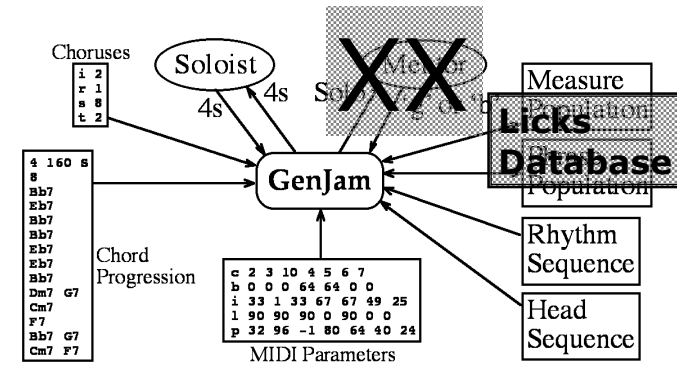 Choruses
i 2
r 1
s 8
t 2
Soloist
4s
4s
XX
Measure
Population
Licks
Database
Population
GenJam
4 160 S
8
Bb7
Eb7
Bb7
Bb7
Eb7
Eb7
Bb7
Dm7 G7
Cm7
F7
Bb7 G7
Cm7 F7
Chord
Progression
Rhythm
Sequence
Head
Sequence
c 2 3 10 4 5 6 7
b 0 0 0 64 64 0 0
i 33 1 33 67 67 49 25
l 90 90 90 0 90 0 0
p 32 96 -1 80 64 40 24
MIDI Parameters